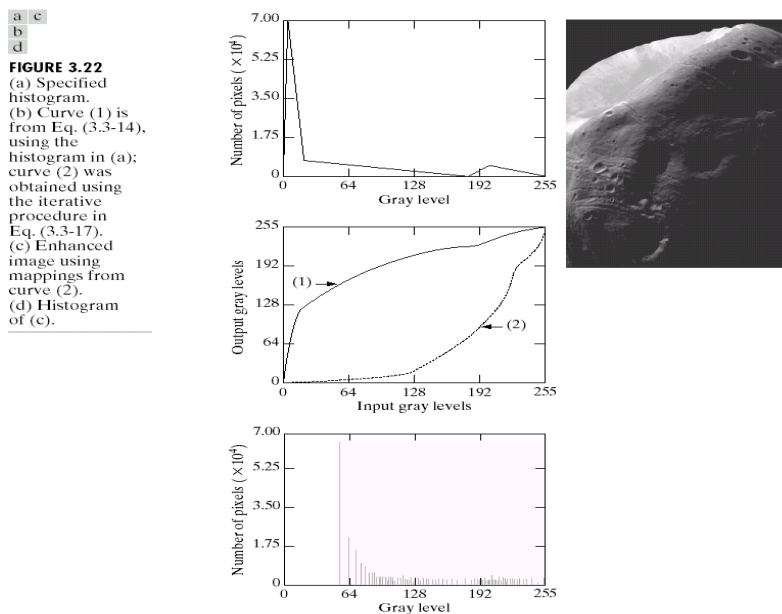 a c
b
d
FIGURE 3.22
(a) Specified
histogram.
(b) Curve (1) is
from Eq. (3.3-14),
using the
histogram in (a);
curve (2) was
obtained using
the iterative
procedure in
Eq. (3.3-17).
(c) Enhanced
image using
mappings from
curve (2).
(d) Histogram
of (c).
Number of pixels (× 10⁴)
7.00
5.25
3.50
1.75
0
0 64 128 192 255
Gray level
Output gray levels
255
192
128
64
0
(1)
(2)
0 64 128 192 255
Input gray levels
Number of pixels (× 10⁴)
7.00
5.25
3.50
1.75
0
0 64 128 192 255
Gray level